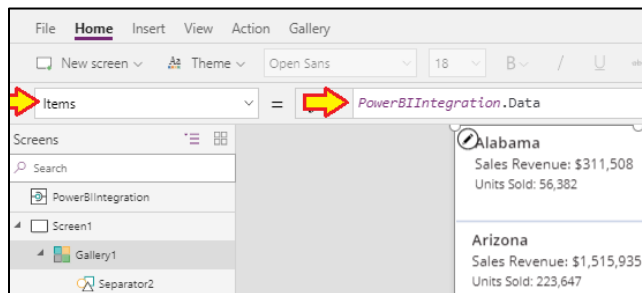 File Home Insert View Action Gallery
New screen Theme Open Sans 18 B / U
Items = PowerBIIntegration.Data
Screens
Search
PowerBIIntegration
Screen1
Gallery1
Separator2
Alabama
Sales Revenue: $311,508
Units Sold: 56,382
Arizona
Sales Revenue: $1,515,935
Units Sold: 223,647